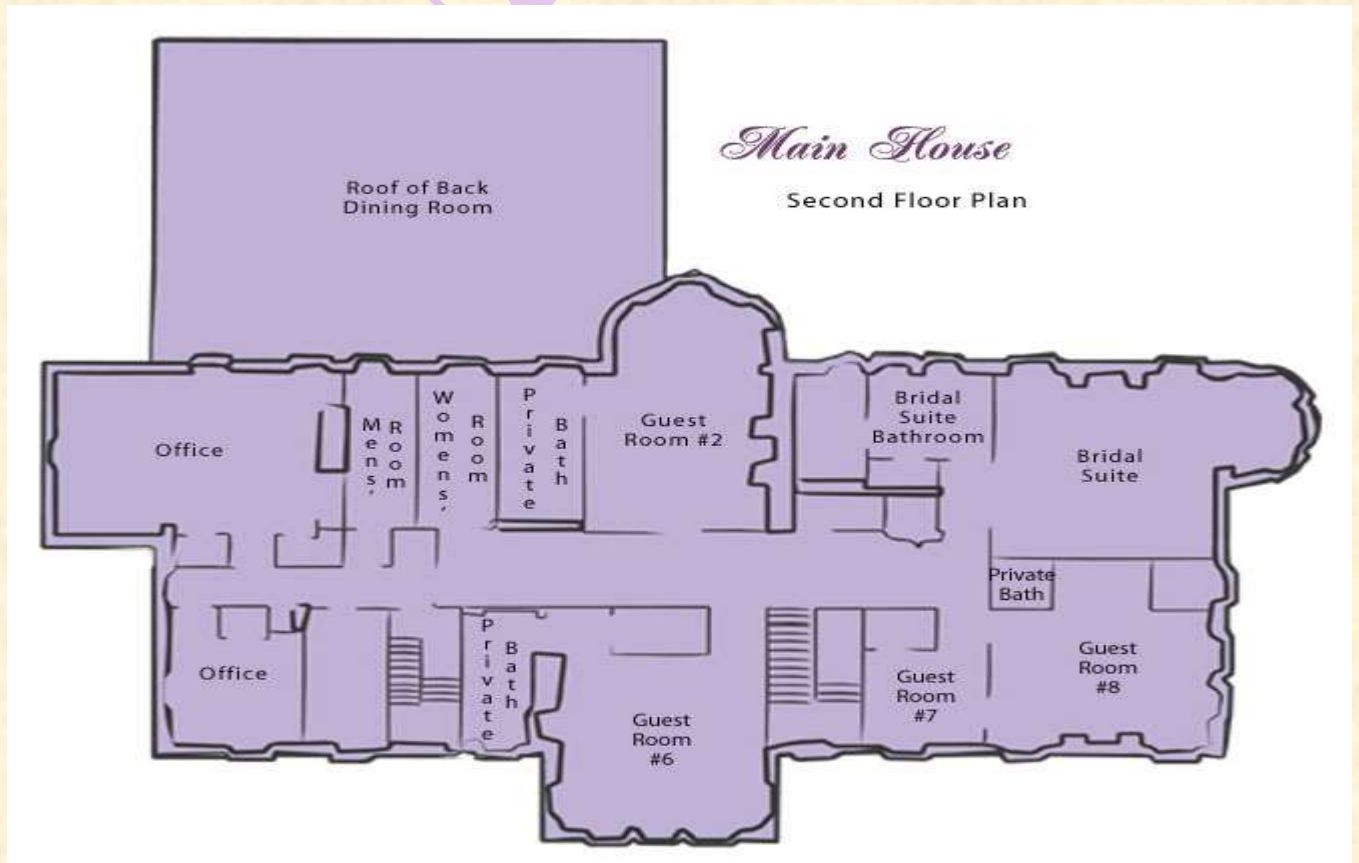 Main House
Second Floor Plan
Roof of Back
Dining Room
Office
Mens'
Room
Womens'
Room
Private
Bath
Guest
Room #2
Bridal
Suite
Bathroom
Bridal
Suite
Private
Bath
Office
Private
Bath
Guest
Room
#6
Guest
Room
#7
Guest
Room
#8